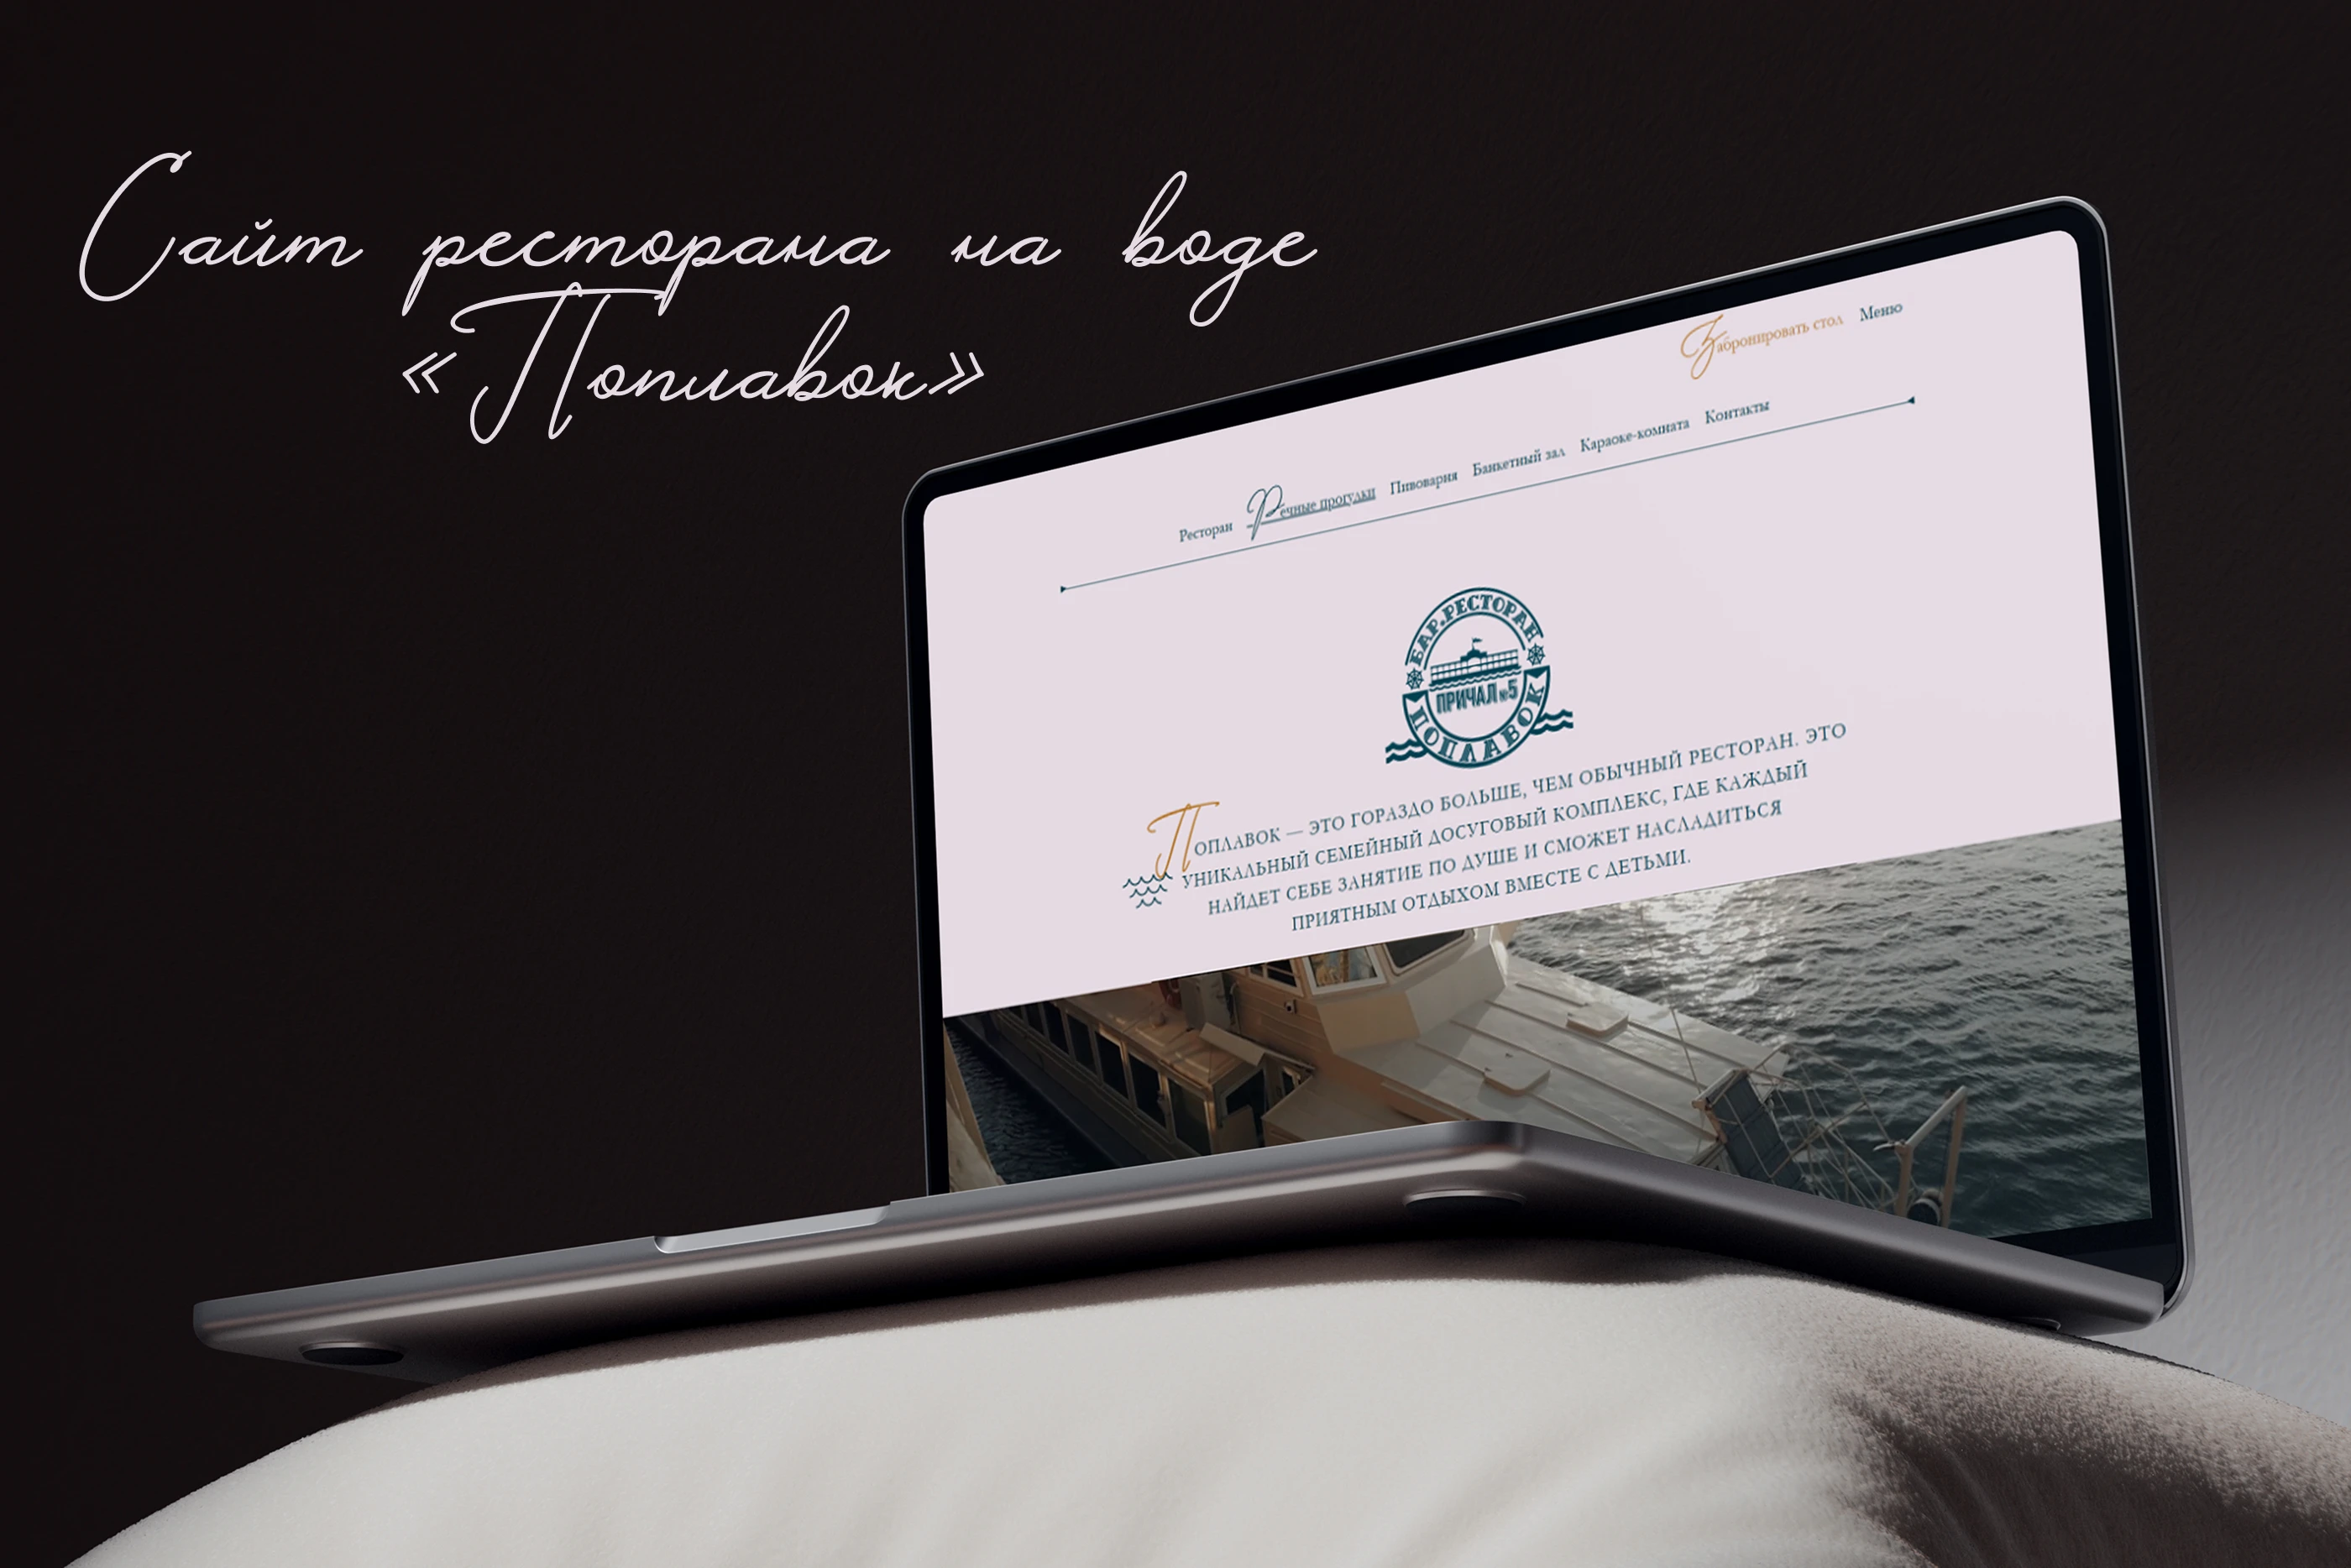 Сайт ресторана на воде
«Поплавок»
Забронировать стол Меню
Ресторан Речные прогулки Пивоварня Банкетный зал Караоке-комната Контакты
БАР.РЕСТОРАН
ПРИЧАЛ №5
ПОПЛАВОК
ПОПЛАВОК — ЭТО ГОРАЗДО БОЛЬШЕ, ЧЕМ ОБЫЧНЫЙ РЕСТОРАН. ЭТО
УНИКАЛЬНЫЙ СЕМЕЙНЫЙ ДОСУГОВЫЙ КОМПЛЕКС, ГДЕ КАЖДЫЙ
НАЙДЕТ СЕБЕ ЗАНЯТИЕ ПО ДУШЕ И СМОЖЕТ НАСЛАДИТЬСЯ
ПРИЯТНЫМ ОТДЫХОМ ВМЕСТЕ С ДЕТЬМИ.